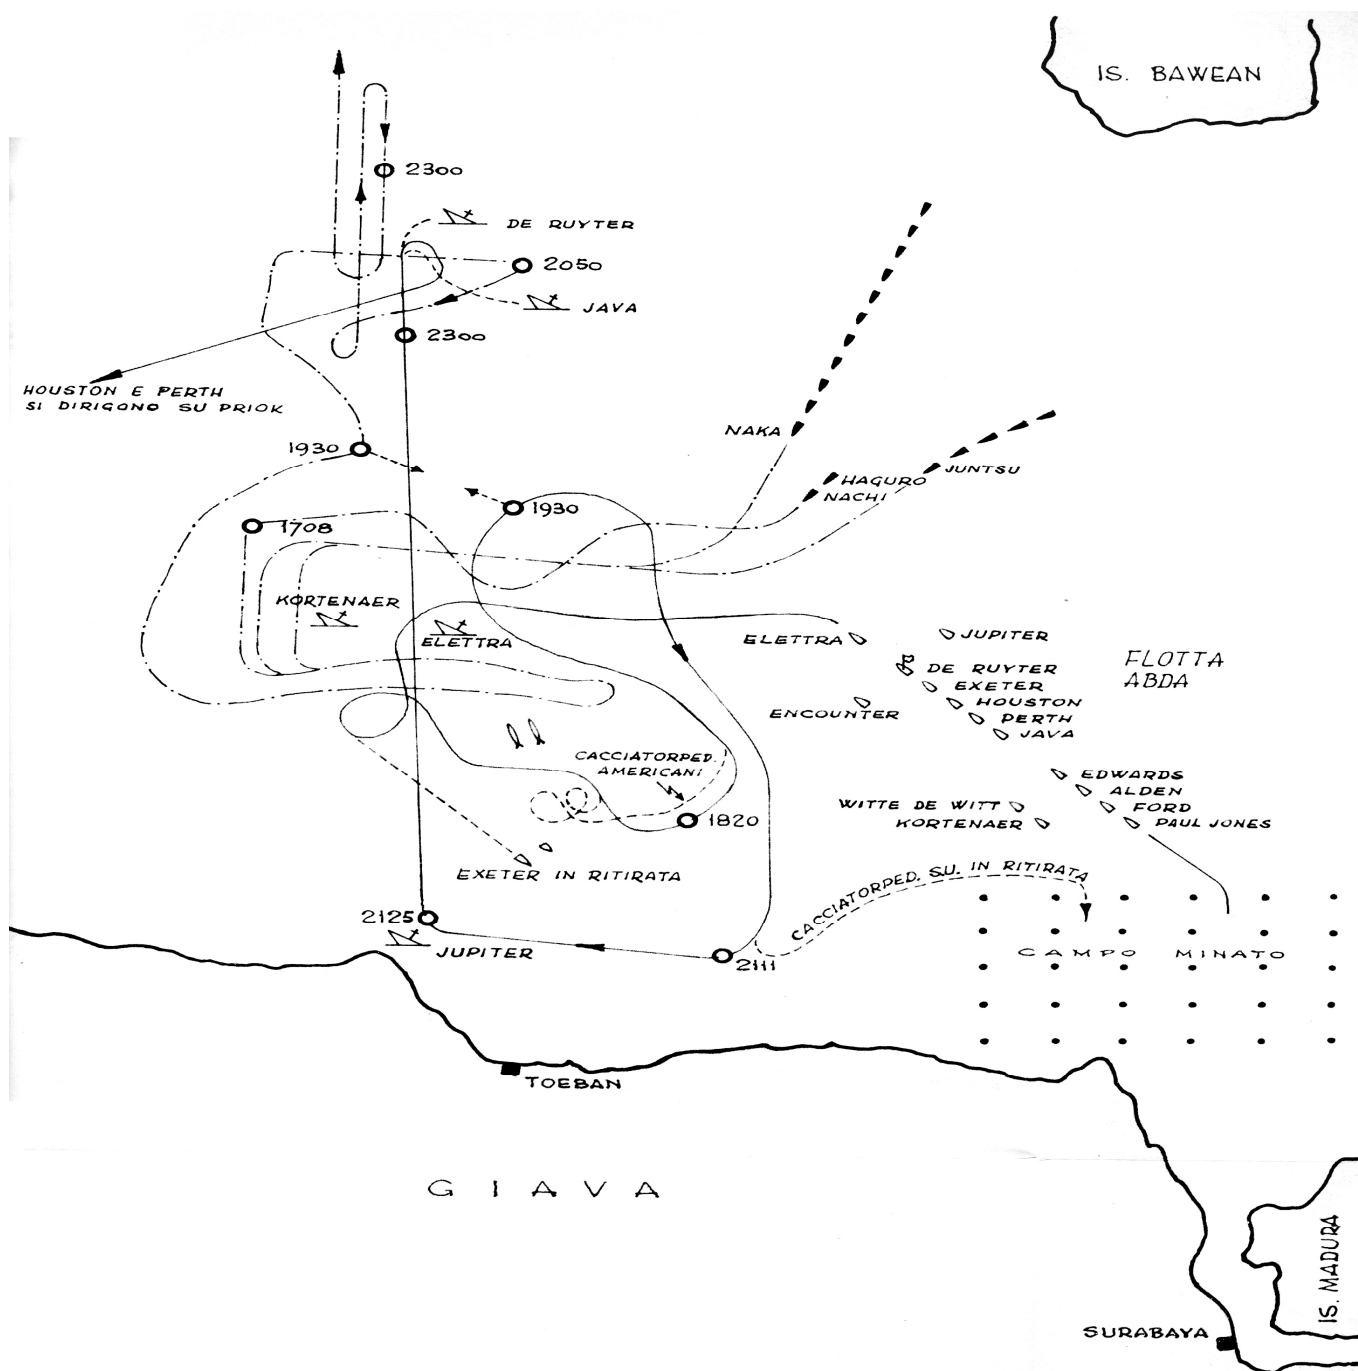 IS. BAWEAN
2300
DE RUYTER
2050
JAVA
2300
HOUSTON E PERTH
SI DIRIGONO SU PRIOK
NAKA
1930
HAGURO
JUNTSU
NACHI
1930
1708
KORTENAER
ELETTRA
ELETTRA
JUPITER
DE RUYTER
EXETER
HOUSTON
PERTH
JAVA
ENCOUNTER
FLOTTA
ABDA
CACCIATORPED.
AMERICANI
EDWARDS
ALDEN
FORD
PAUL JONES
WITTE DE WITT
KORTENAER
1820
EXETER IN RITIRATA
CACCIATORPED. S.U. IN RITIRATA
2125
JUPITER
2111
CAMPO MINATO
TOEBAN
GIAVA
IS. MADURA
SURABAYA